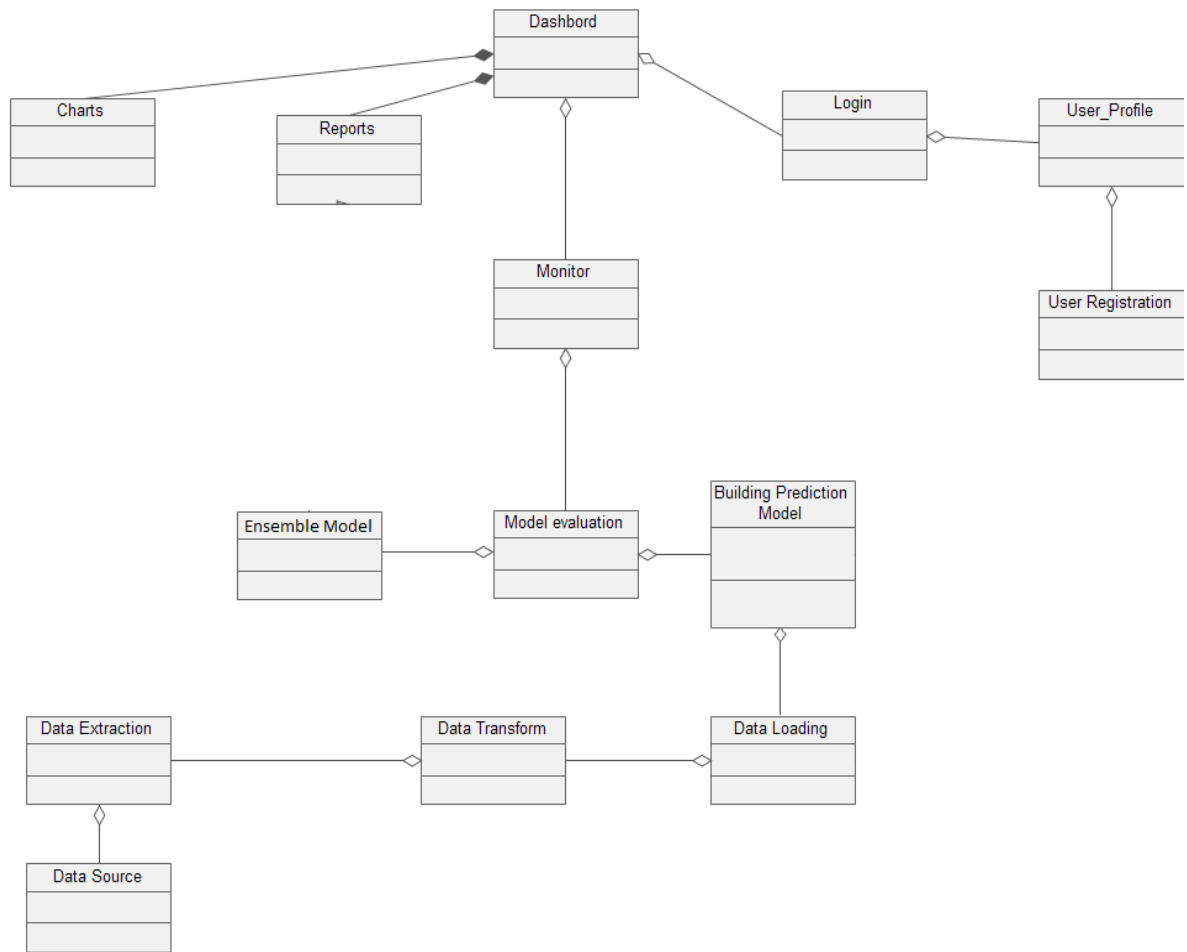 Dashbord
Charts
Reports
Login
User_Profile
Monitor
User Registration
Ensemble Model
Model evaluation
Building Prediction
Model
Data Extraction
Data Transform
Data Loading
Data Source